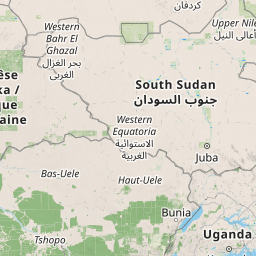 كردفان
Western
Bahr El
Ghazal
بحر الغزال
الغربي
Upper Nile
أعالي النيل
South Sudan
جنوب السودان
Western
Equatoria
الاستوائية
الغربية
Juba
Bas-Uele
Haut-Uele
Bunia
Tshopo
Uganda